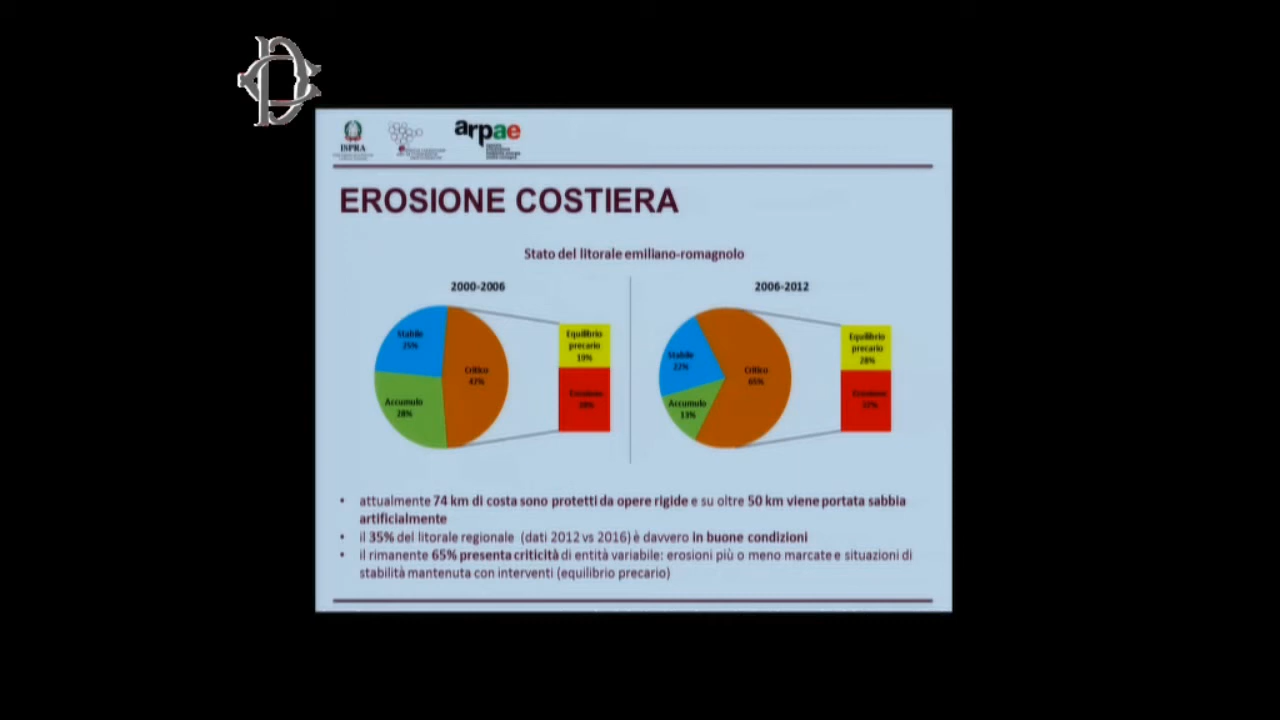 ISPRA
arpae
EROSIONE COSTIERA
Stato del litorale emiliano-romagnolo
2000-2006
2006-2012
Stabile
25%
Critico
47%
Accumulo
28%
Equilibrio
precario
19%
Erosione
28%
Stabile
22%
Critico
65%
Accumulo
13%
Equilibrio
precario
28%
Erosione
37%
• attualmente 74 km di costa sono protetti da opere rigide e su oltre 50 km viene portata sabbia
artificialmente
• il 35% del litorale regionale (dati 2012 vs 2016) è davvero in buone condizioni
• il rimanente 65% presenta criticità di entità variabile: erosioni più o meno marcate e situazioni di
stabilità mantenuta con interventi (equilibrio precario)